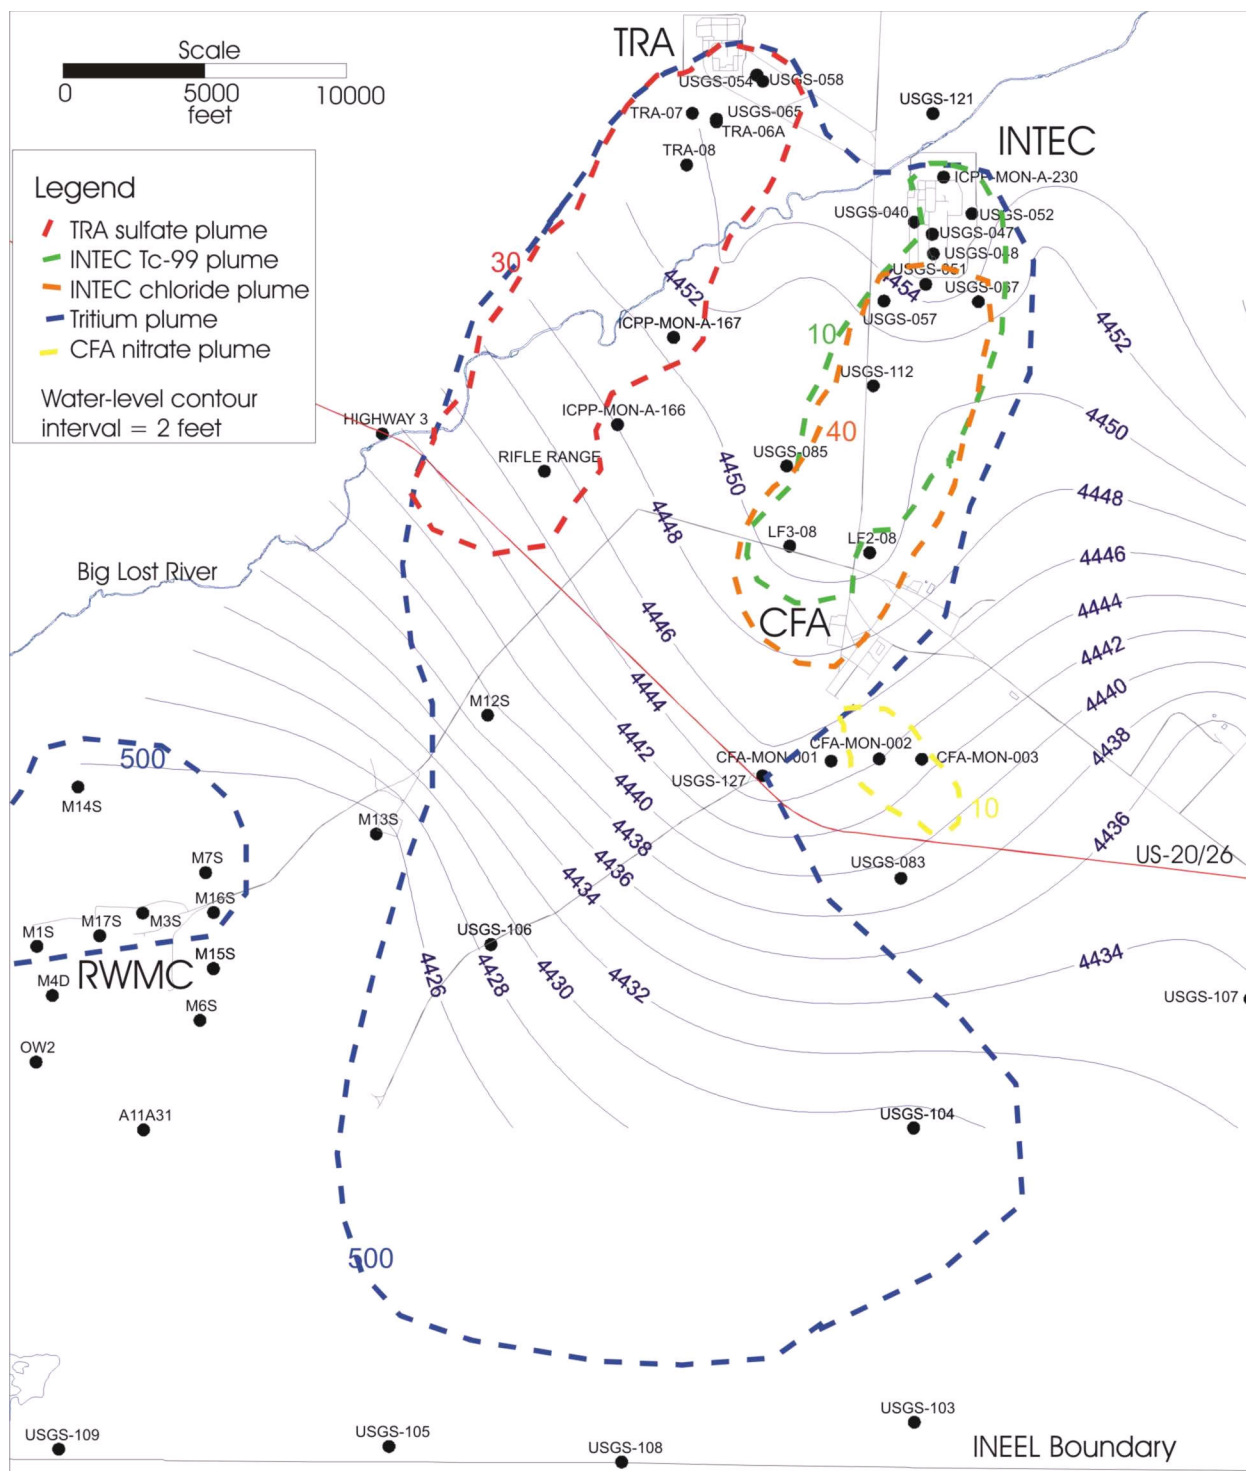 TRA
Scale
0
5000
10000
feet
USGS-054
USGS-058
TRA-07
USGS-065
TRA-06A
USGS-121
INTEC
TRA-08
ICPP-MON-A-230
Legend
TRA sulfate plume
INTEC Tc-99 plume
INTEC chloride plume
Tritium plume
CFA nitrate plume
Water-level contour
interval = 2 feet
USGS-040
USGS-052
USGS-047
USGS-048
30
4452
USGS-051
4454
USGS-067
USGS-057
ICPP-MON-A-167
10
4452
USGS-112
HIGHWAY 3
ICPP-MON-A-166
40
4450
RIFLE RANGE
USGS-085
4450
4448
4448
LF3-08
LF2-08
4446
Big Lost River
4446
CFA
4444
4442
4444
M12S
4440
4442
4438
500
CFA-MON-001
CFA-MON-002
CFA-MON-003
USGS-127
4440
M14S
10
M13S
4438
4436
M7S
4436
USGS-083
US-20/26
4434
M16S
M1S
M17S
M3S
USGS-106
M15S
RWMC
4426
4428
4430
4432
4434
M4D
USGS-107
M6S
OW2
A11A31
USGS-104
500
USGS-103
USGS-109
USGS-105
USGS-108
INEEL Boundary